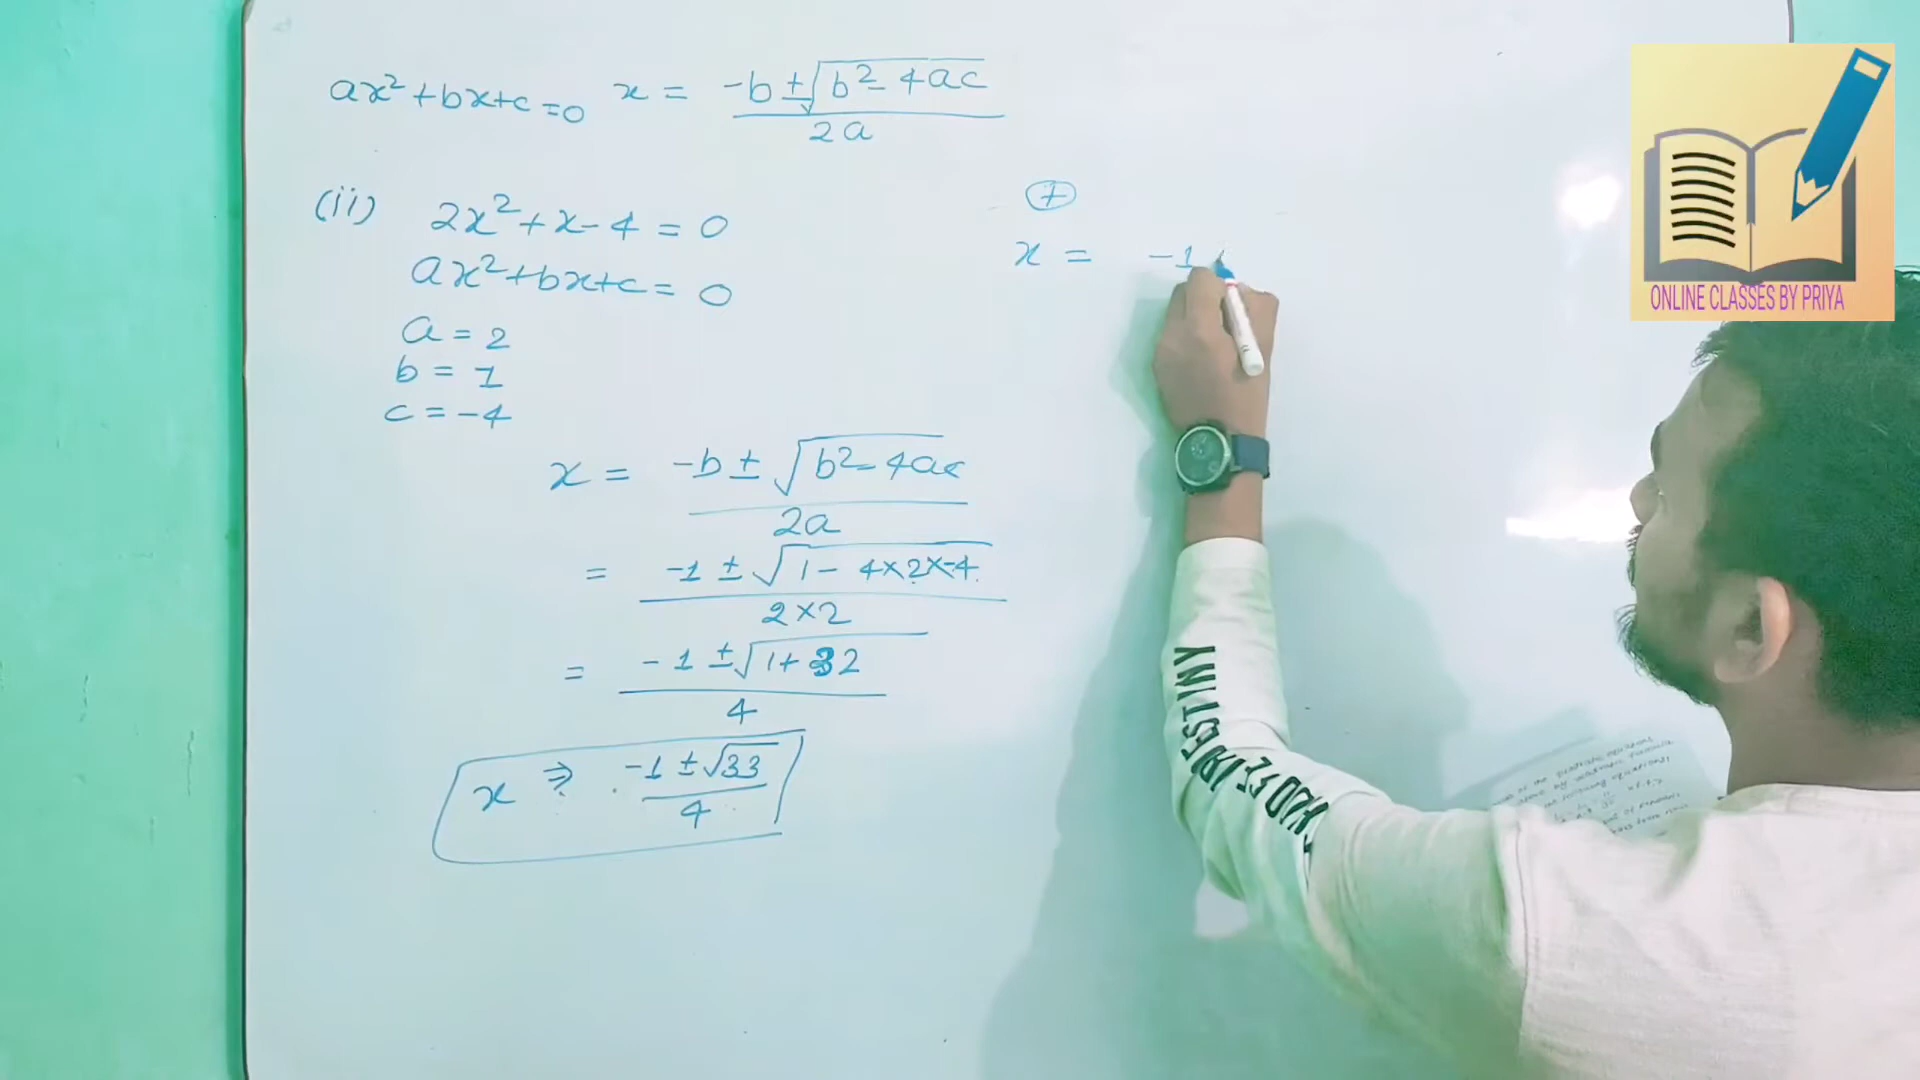 ax² + bx + c = 0 x = -b ± √b² - 4ac / 2a
(ii) 2x² + x - 4 = 0
ax² + bx + c = 0
a = 2
b = 1
c = -4
x = -b ± √b² - 4ac / 2a
= -1 ± √1 - 4×2×-4 / 2×2
= -1 ± √1 + 32 / 4
x ⇒ -1 ± √33 / 4
+
x = -1
ONLINE CLASSES BY PRIYA